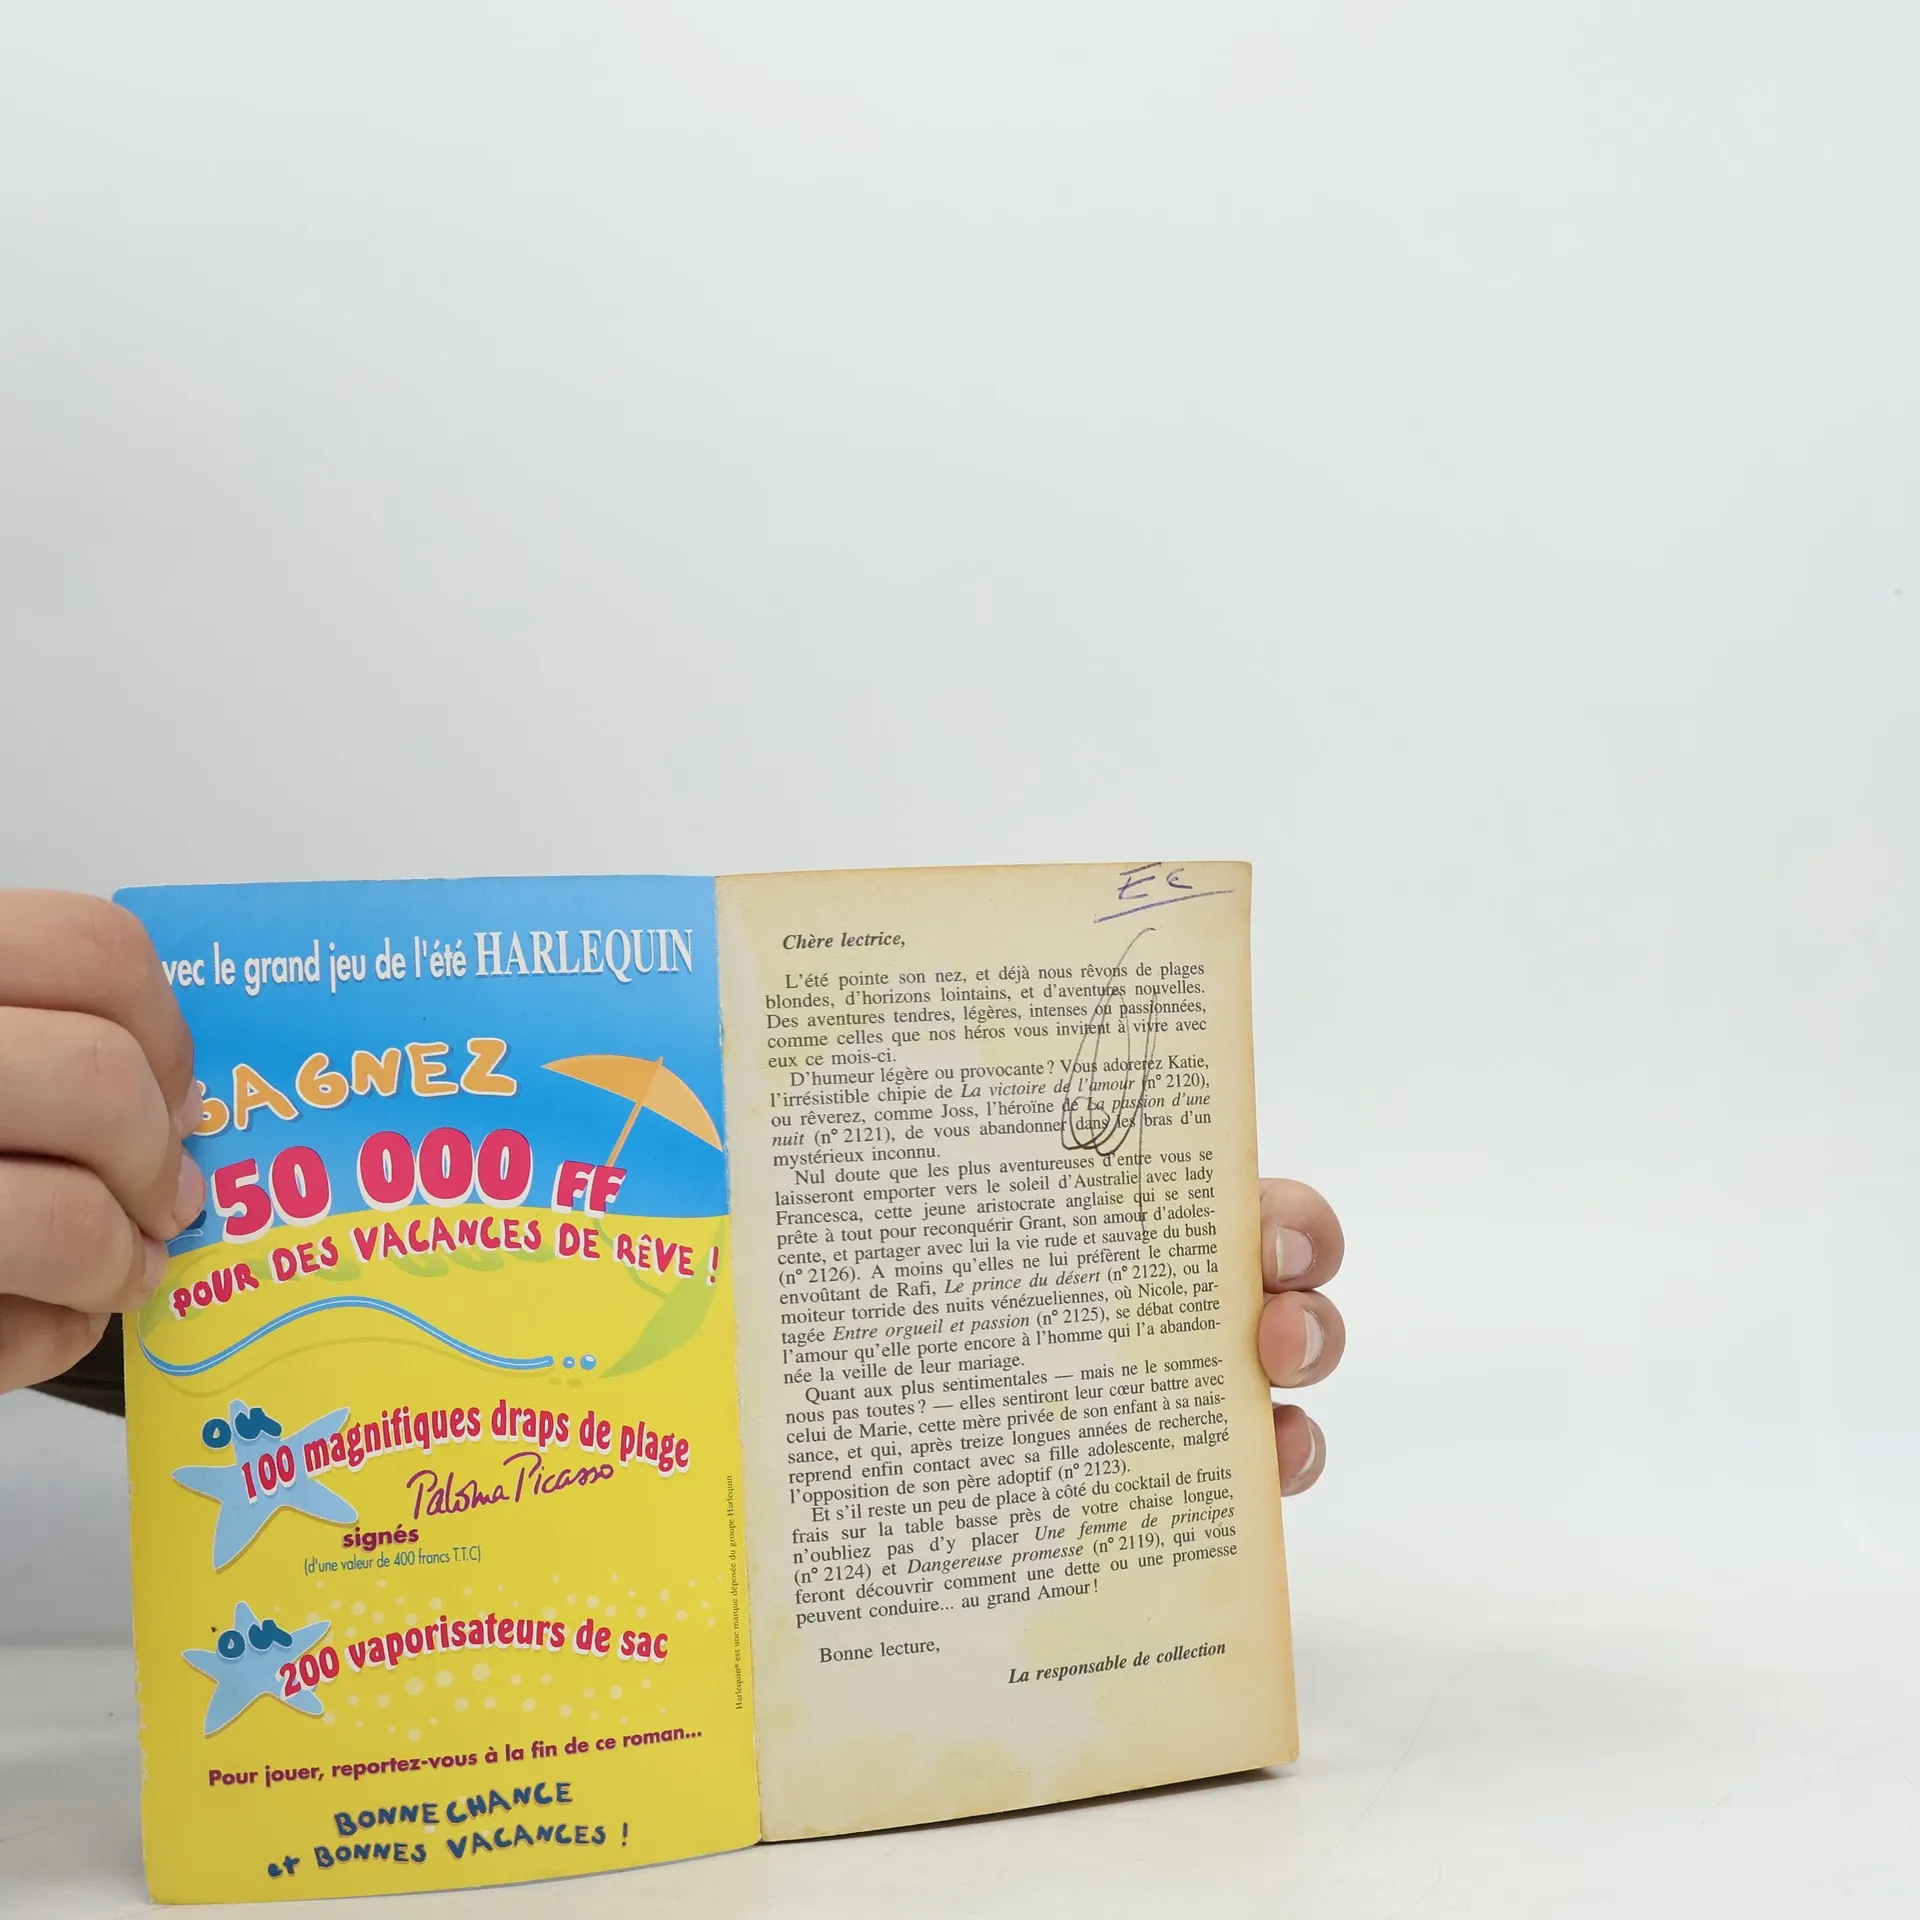 vec le grand jeu de l'été HARLEQUIN
GAGNEZ
50 000 FF
POUR DES VACANCES DE RÊVE !
ou
100 magnifiques draps de plage
Paloma Picasso
signés
(d'une valeur de 400 francs T.T.C)
ou
200 vaporisateurs de sac
Pour jouer, reportez-vous à la fin de ce roman...
BONNE CHANCE
et BONNES VACANCES !
Harlequin® est une marque déposée du groupe Harlequin.
Chère lectrice,
L'été pointe son nez, et déjà nous rêvons de plages
blondes, d'horizons lointains, et d'aventures nouvelles.
Des aventures tendres, légères, intenses ou passionnées,
comme celles que nos héros vous invitent à vivre avec
eux ce mois-ci.
D'humeur légère ou provocante ? Vous adorerez Katie,
l'irrésistible chipie de La victoire de l'amour (n° 2120),
ou rêverez, comme Joss, l'héroïne de La passion d'une
nuit (n° 2121), de vous abandonner dans les bras d'un
mystérieux inconnu.
Nul doute que les plus aventureuses d'entre vous se
laisseront emporter vers le soleil d'Australie avec lady
Francesca, cette jeune aristocrate anglaise qui se sent
prête à tout pour reconquérir Grant, son amour d'adoles-
cente, et partager avec lui la vie rude et sauvage du bush
(n° 2126). A moins qu'elles ne lui préfèrent le charme
envoûtant de Rafi, Le prince du désert (n° 2122), ou la
moiteur torride des nuits vénézueliennes, où Nicole, par-
tagée Entre orgueil et passion (n° 2125), se débat contre
l'amour qu'elle porte encore à l'homme qui l'a abandon-
née la veille de leur mariage.
Quant aux plus sentimentales — mais ne le sommes-
nous pas toutes ? — elles sentiront leur cœur battre avec
celui de Marie, cette mère privée de son enfant à sa nais-
sance, et qui, après treize longues années de recherche,
reprend enfin contact avec sa fille adolescente, malgré
l'opposition de son père adoptif (n° 2123).
Et s'il reste un peu de place à côté du cocktail de fruits
frais sur la table basse près de votre chaise longue,
n'oubliez pas d'y placer Une femme de principes
(n° 2124) et Dangereuse promesse (n° 2119), qui vous
feront découvrir comment une dette ou une promesse
peuvent conduire... au grand Amour !
Bonne lecture,
La responsable de collection